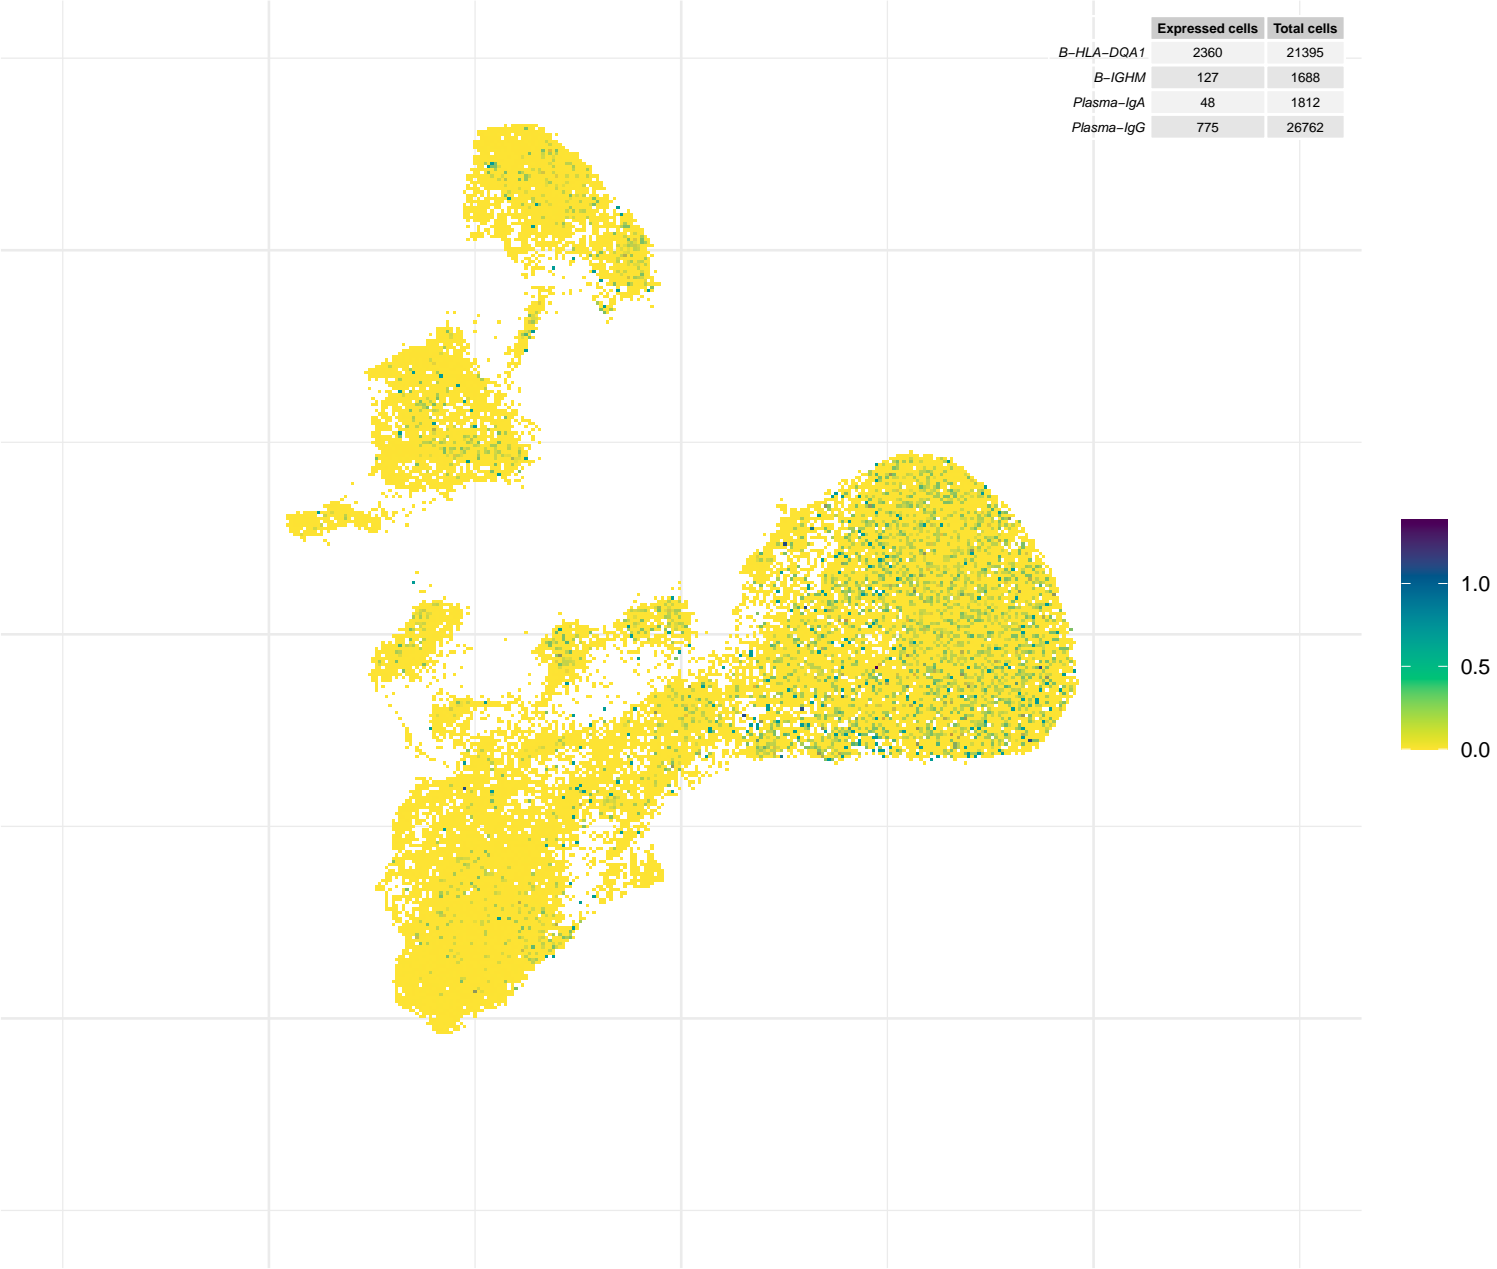 Expressed cells Total cells
B−HLA−DQA1 2360 21395
B−IGHM 127 1688
Plasma−IgA 48 1812
Plasma−IgG 775 26762
1.0
0.5
0.0